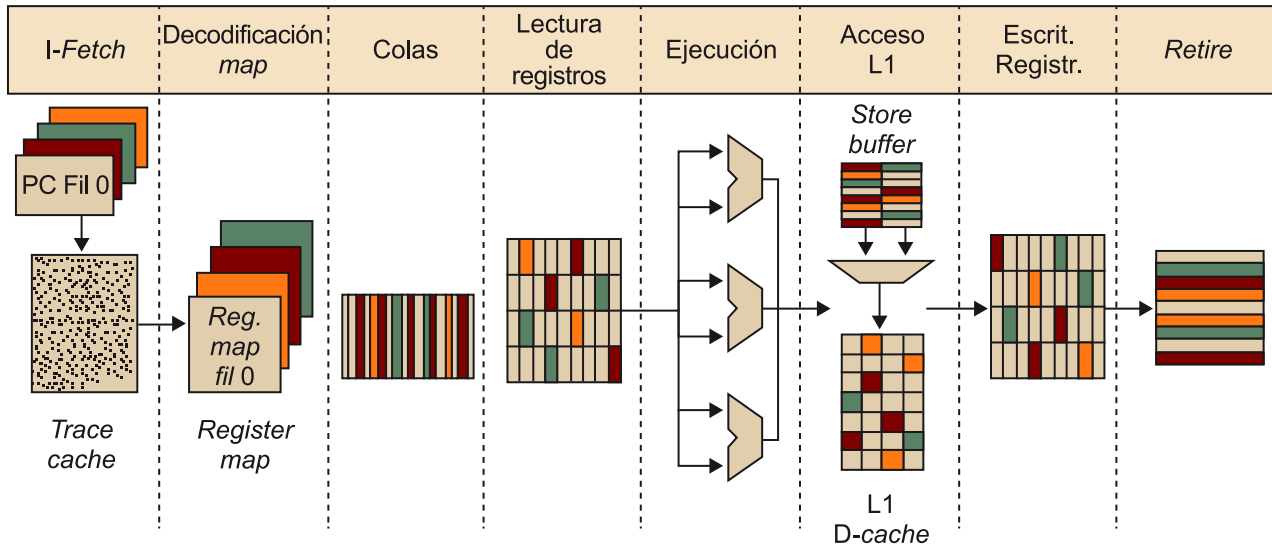 I-Fetch
Decodificación
map
Colas
Lectura
de
registros
Ejecución
Acceso
L1
Escrit.
Registr.
Retire
PC Fil 0
Trace
cache
Reg.
map
fil 0
Register
map
Store
buffer
L1
D-cache